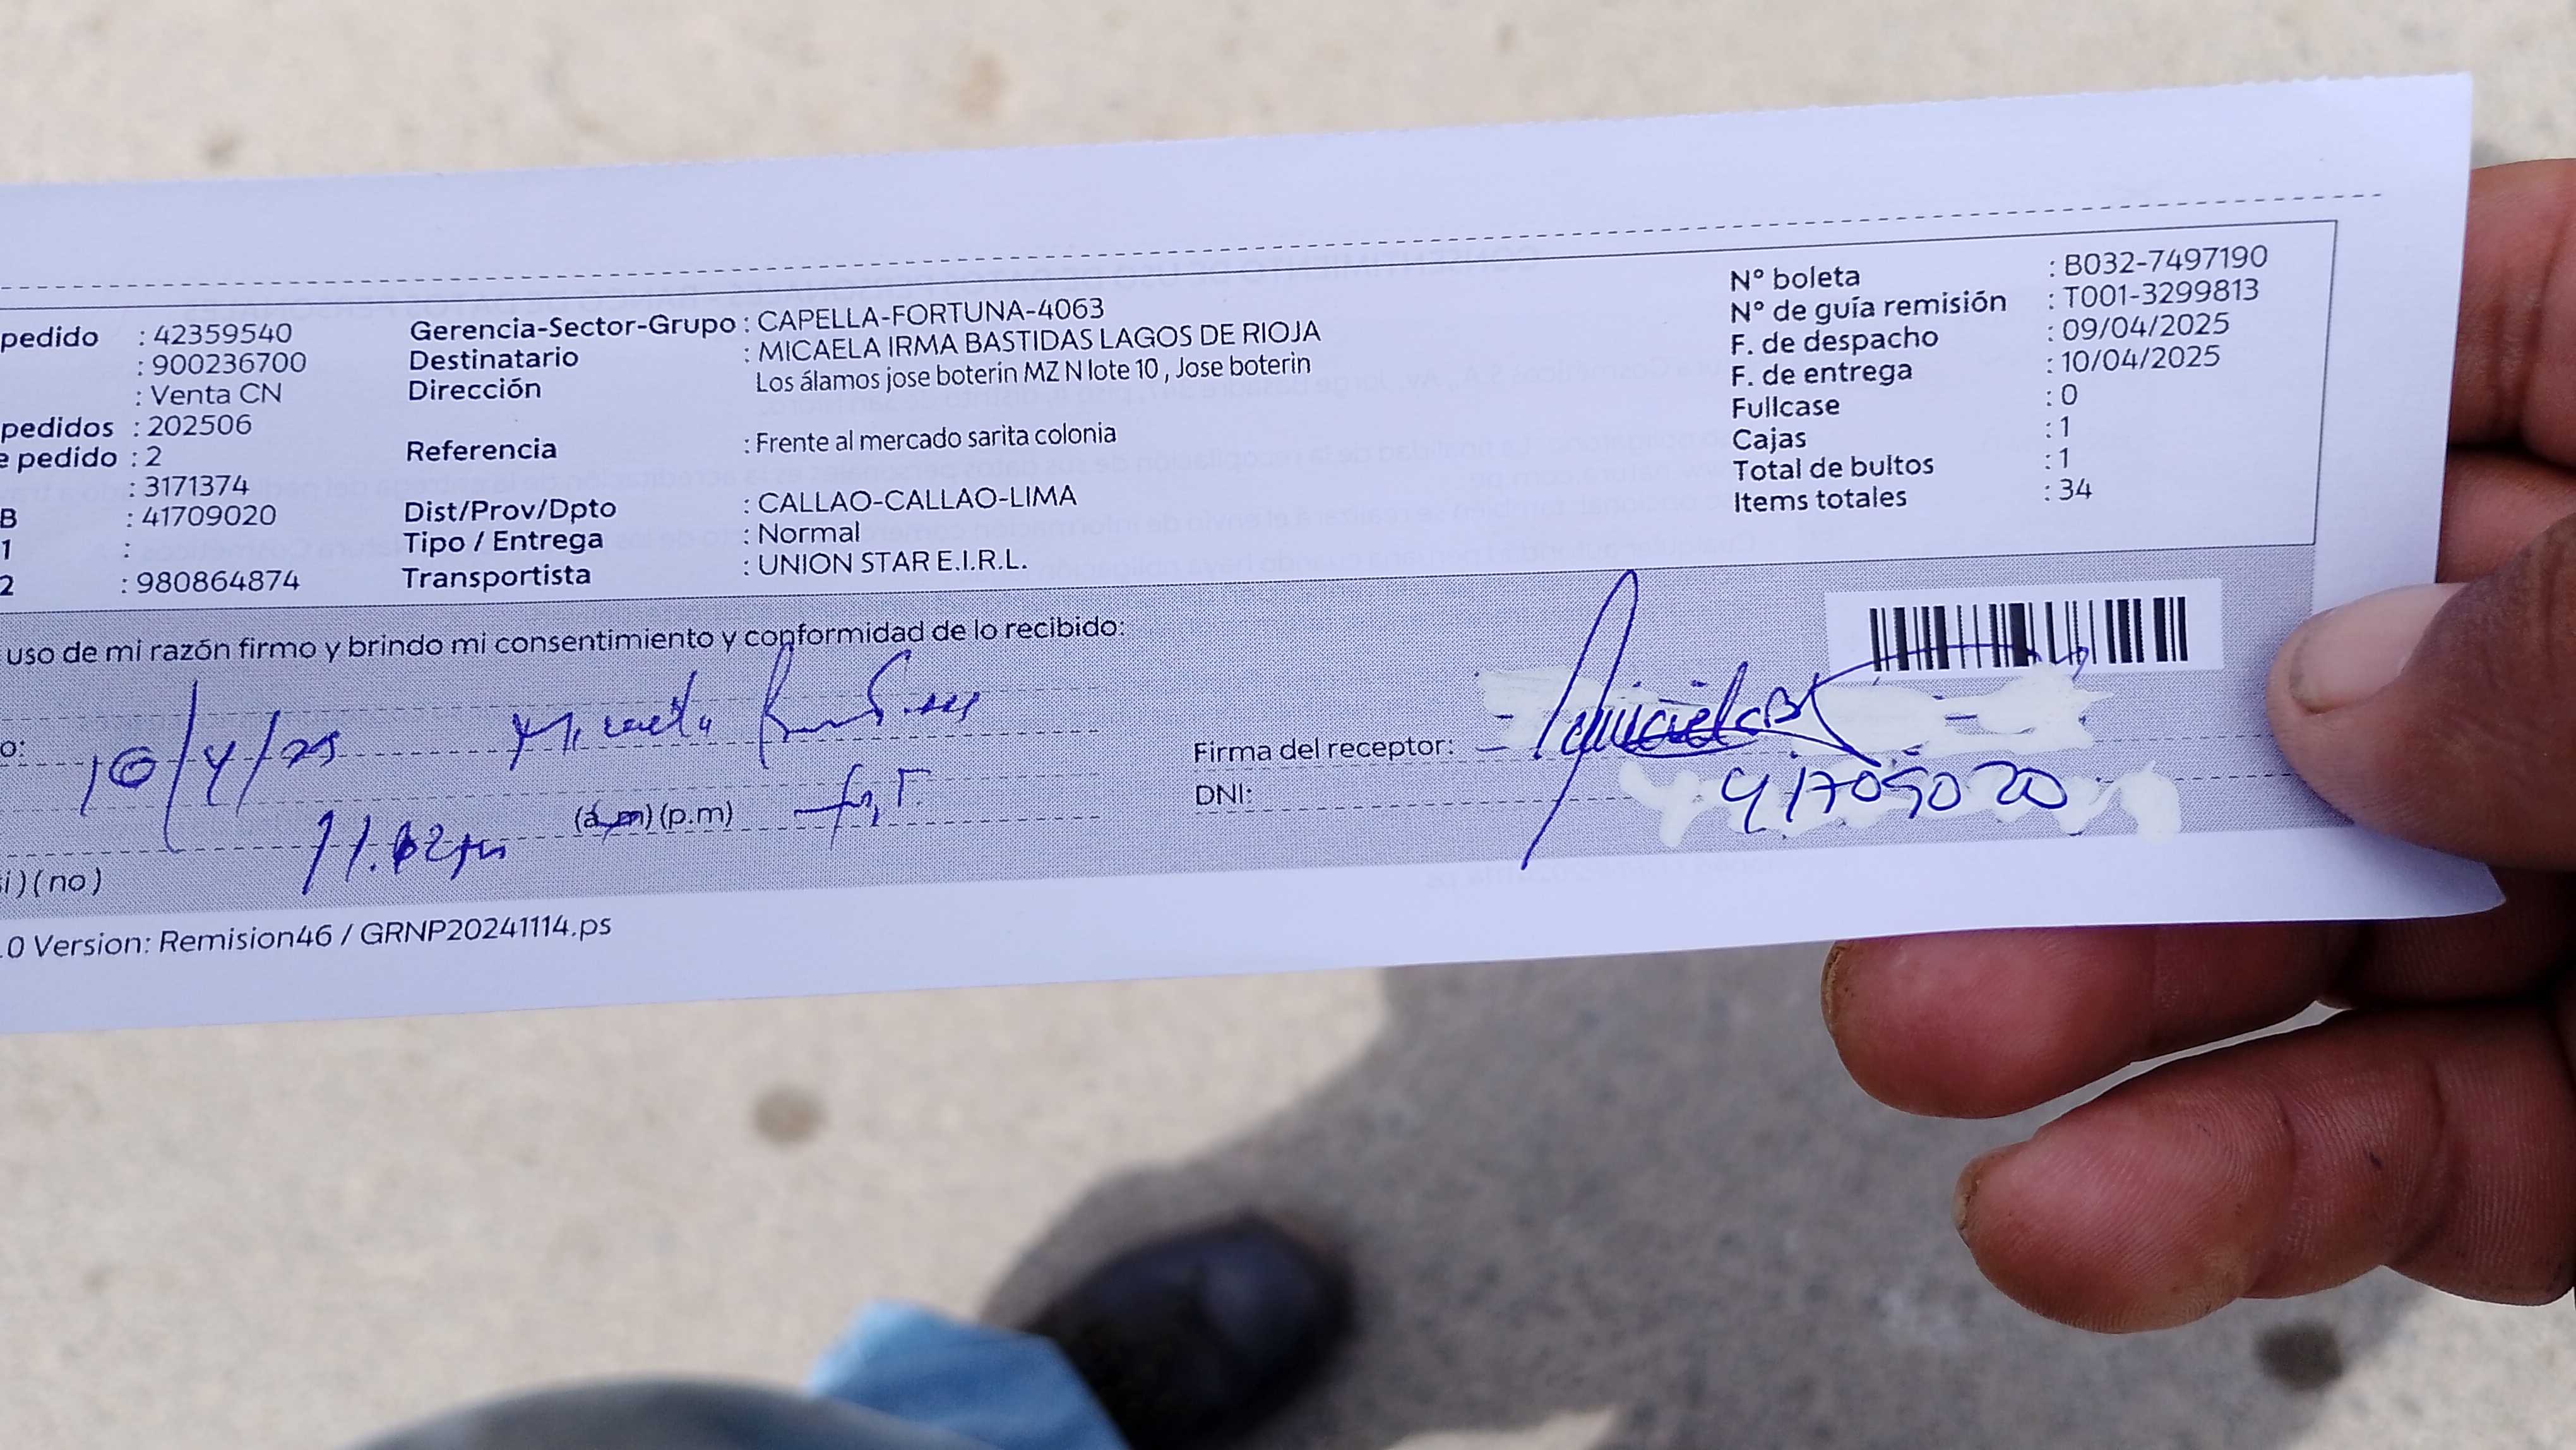 pedido : 42359540
: 900236700
: Venta CN
pedidos : 202506
e pedido : 2
: 3171374
B : 41709020
1 :
2 : 980864874
Gerencia-Sector-Grupo : CAPELLA-FORTUNA-4063
Destinatario : MICAELA IRMA BASTIDAS LAGOS DE RIOJA
Dirección Los álamos jose boterin MZ N lote 10 , Jose boterin
Referencia : Frente al mercado sarita colonia
Dist/Prov/Dpto : CALLAO-CALLAO-LIMA
Tipo / Entrega : Normal
Transportista : UNION STAR E.I.R.L.
N° boleta : B032-7497190
N° de guía remisión : T001-3299813
F. de despacho : 09/04/2025
F. de entrega : 10/04/2025
Fullcase : 0
Cajas : 1
Total de bultos : 1
Items totales : 34
uso de mi razón firmo y brindo mi consentimiento y conformidad de lo recibido:
o: 10/4/25 Micaela
(a.m) (p.m)
Firma del receptor:
DNI: 41709020
i) (no)
.0 Version: Remision46 / GRNP20241114.ps